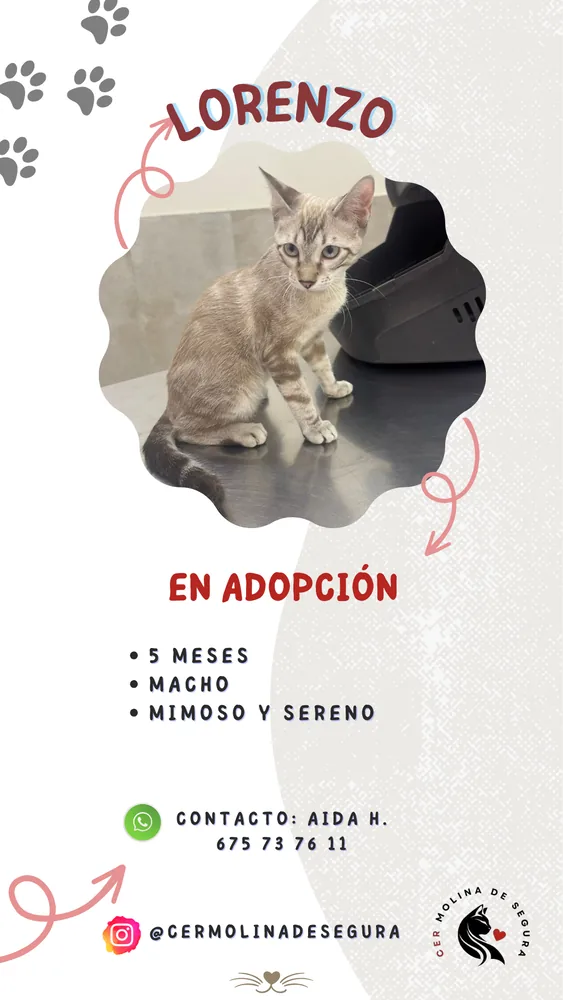 LORENZO
EN ADOPCIÓN
• 5 MESES
• MACHO
• MIMOSO Y SERENO
CONTACTO: AIDA H.
675 73 76 11
@CERMOLINADESEGURA
CER MOLINA DE SEGURA